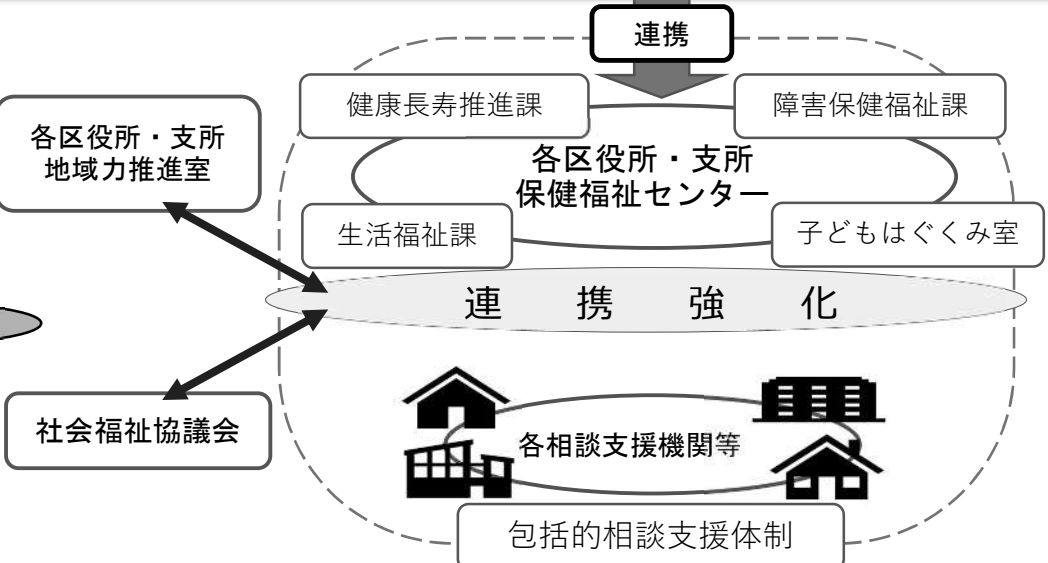 連携
健康長寿推進課
障害保健福祉課
各区役所・支所
地域力推進室
各区役所・支所
保健福祉センター
生活福祉課
子どもはぐくみ室
連携強化
社会福祉協議会
各相談支援機関等
包括的相談支援体制